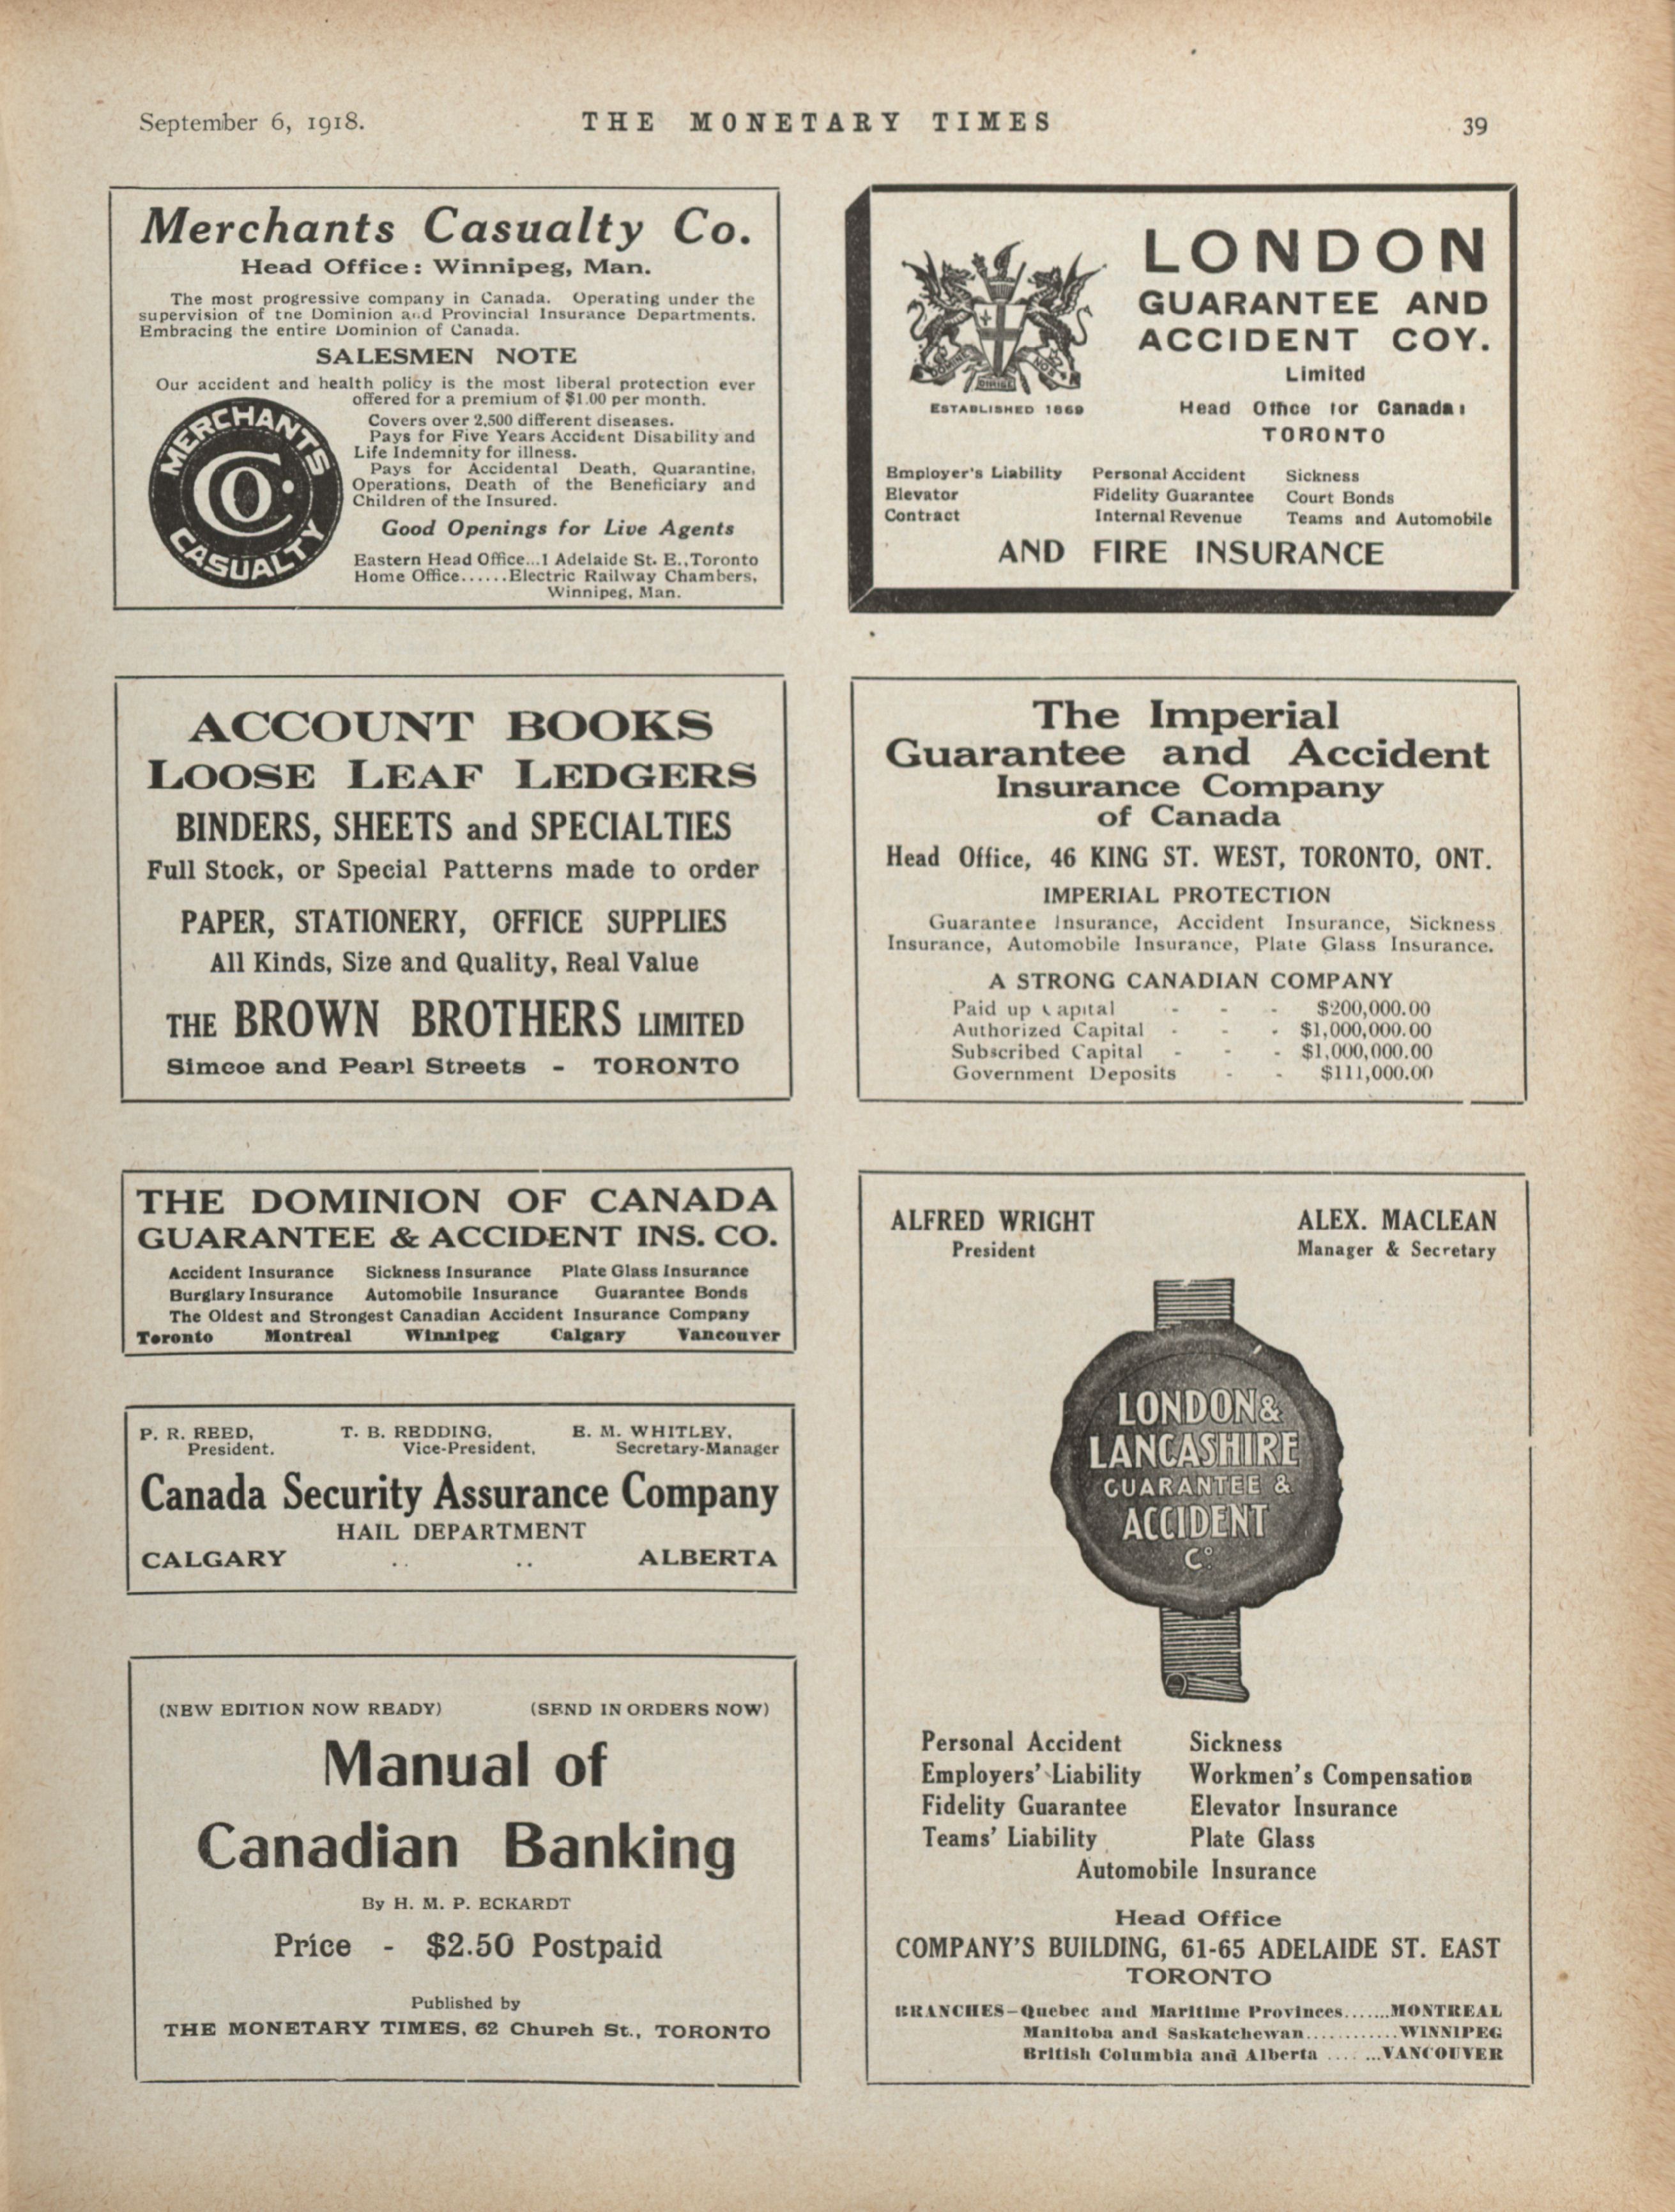 September 6, 1918.
THE MONETARY TIMES
39
Merchants Casualty Co.
Head Office: Winnipeg, Man.
The most progressive company in Canada. Operating under the
supervision of tne Dominion and Provincial Insurance Departments.
Embracing the entire Dominion of Canada.
SALESMEN NOTE
Our accident and health policy is the most liberal protection ever
offered for a premium of $1.00 per month.
Covers over 2,500 different diseases.
Pays for Five Years Accident Disability and
Life Indemnity for illness.
Pays for Accidental Death, Quarantine,
Operations, Death of the Beneficiary and
Children of the Insured.
Good Openings for Live Agents
Eastern Head Office...1 Adelaide St. E., Toronto
Home Office......Electric Railway Chambers,
Winnipeg, Man.
MERCHANTS
CO.
CASUALTY
LONDON
GUARANTEE AND
ACCIDENT COY.
Limited
DOMINE DIRIGE NOS
ESTABLISHED 1869
Head Office for Canada:
TORONTO
Employer's Liability Personal Accident Sickness
Elevator Fidelity Guarantee Court Bonds
Contract Internal Revenue Teams and Automobile
AND FIRE INSURANCE
ACCOUNT BOOKS
LOOSE LEAF LEDGERS
BINDERS, SHEETS and SPECIALTIES
Full Stock, or Special Patterns made to order
PAPER, STATIONERY, OFFICE SUPPLIES
All Kinds, Size and Quality, Real Value
THE BROWN BROTHERS LIMITED
Simcoe and Pearl Streets - TORONTO
The Imperial
Guarantee and Accident
Insurance Company
of Canada
Head Office, 46 KING ST. WEST, TORONTO, ONT.
IMPERIAL PROTECTION
Guarantee Insurance, Accident Insurance, Sickness
Insurance, Automobile Insurance, Plate Glass Insurance.
A STRONG CANADIAN COMPANY
Paid up Capital - - - $200,000.00
Authorized Capital - - - $1,000,000.00
Subscribed Capital - - - $1,000,000.00
Government Deposits - - $111,000.00
THE DOMINION OF CANADA
GUARANTEE & ACCIDENT INS. CO.
Accident Insurance Sickness Insurance Plate Glass Insurance
Burglary Insurance Automobile Insurance Guarantee Bonds
The Oldest and Strongest Canadian Accident Insurance Company
Toronto Montreal Winnipeg Calgary Vancouver
P. R. REED, T. B. REDDING, E. M. WHITLEY,
President. Vice-President. Secretary-Manager
Canada Security Assurance Company
HAIL DEPARTMENT
CALGARY .. .. ALBERTA
(NEW EDITION NOW READY) (SEND IN ORDERS NOW)
Manual of
Canadian Banking
By H. M. P. ECKARDT
Price - $2.50 Postpaid
Published by
THE MONETARY TIMES, 62 Church St., TORONTO
ALFRED WRIGHT ALEX. MACLEAN
President Manager & Secretary
LONDON &
LANCASHIRE
GUARANTEE &
ACCIDENT
Co
Personal Accident Sickness
Employers' Liability Workmen's Compensation
Fidelity Guarantee Elevator Insurance
Teams' Liability Plate Glass
Automobile Insurance
Head Office
COMPANY'S BUILDING, 61-65 ADELAIDE ST. EAST
TORONTO
BRANCHES—Quebec and Maritime Provinces.......MONTREAL
Manitoba and Saskatchewan............WINNIPEG
British Columbia and Alberta .... ...VANCOUVER